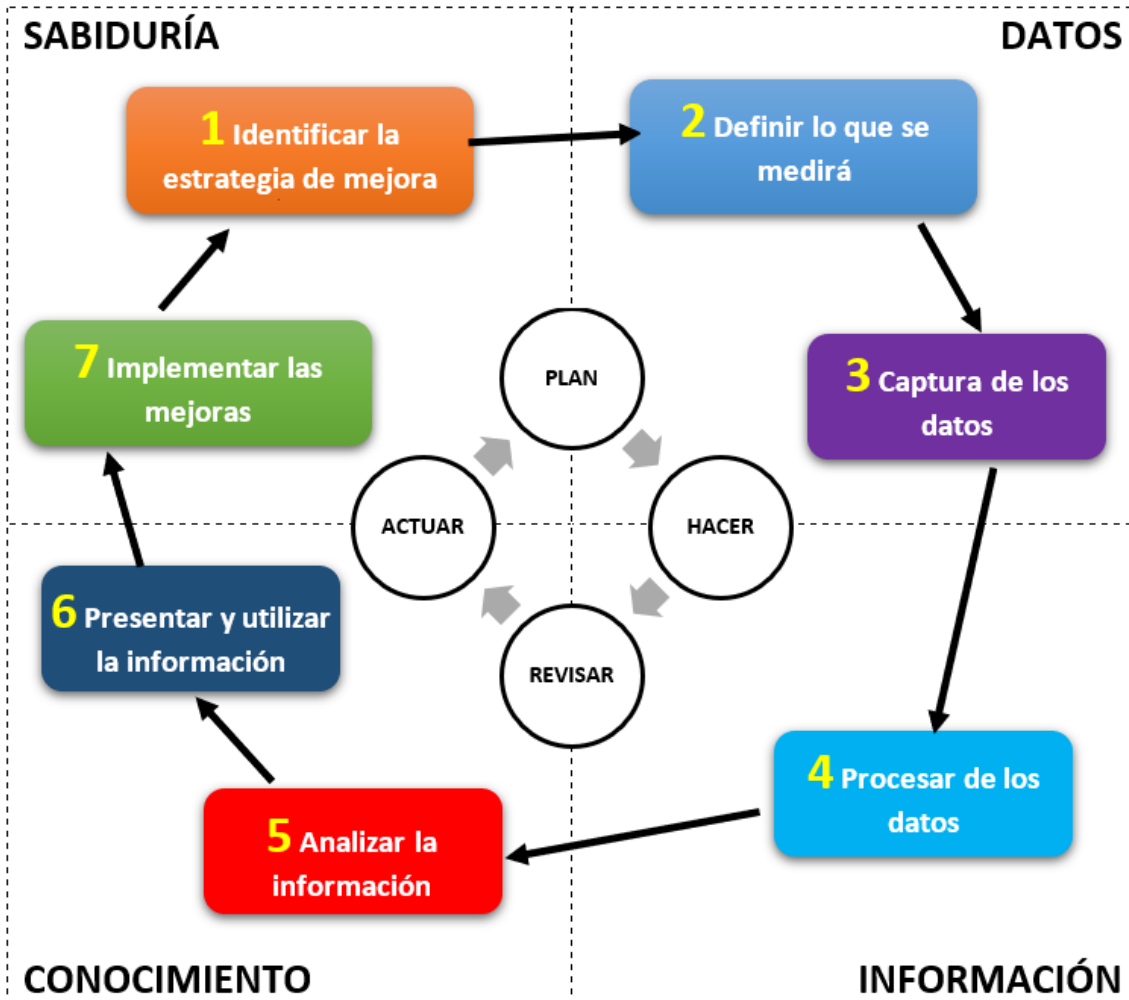 SABIDURÍA
DATOS
1 Identificar la
estrategia de mejora
2 Definir lo que se
medirá
7 Implementar las
mejoras
PLAN
3 Captura de los
datos
ACTUAR
HACER
6 Presentar y utilizar
la información
REVISAR
4 Procesar de los
datos
5 Analizar la
información
CONOCIMIENTO
INFORMACIÓN